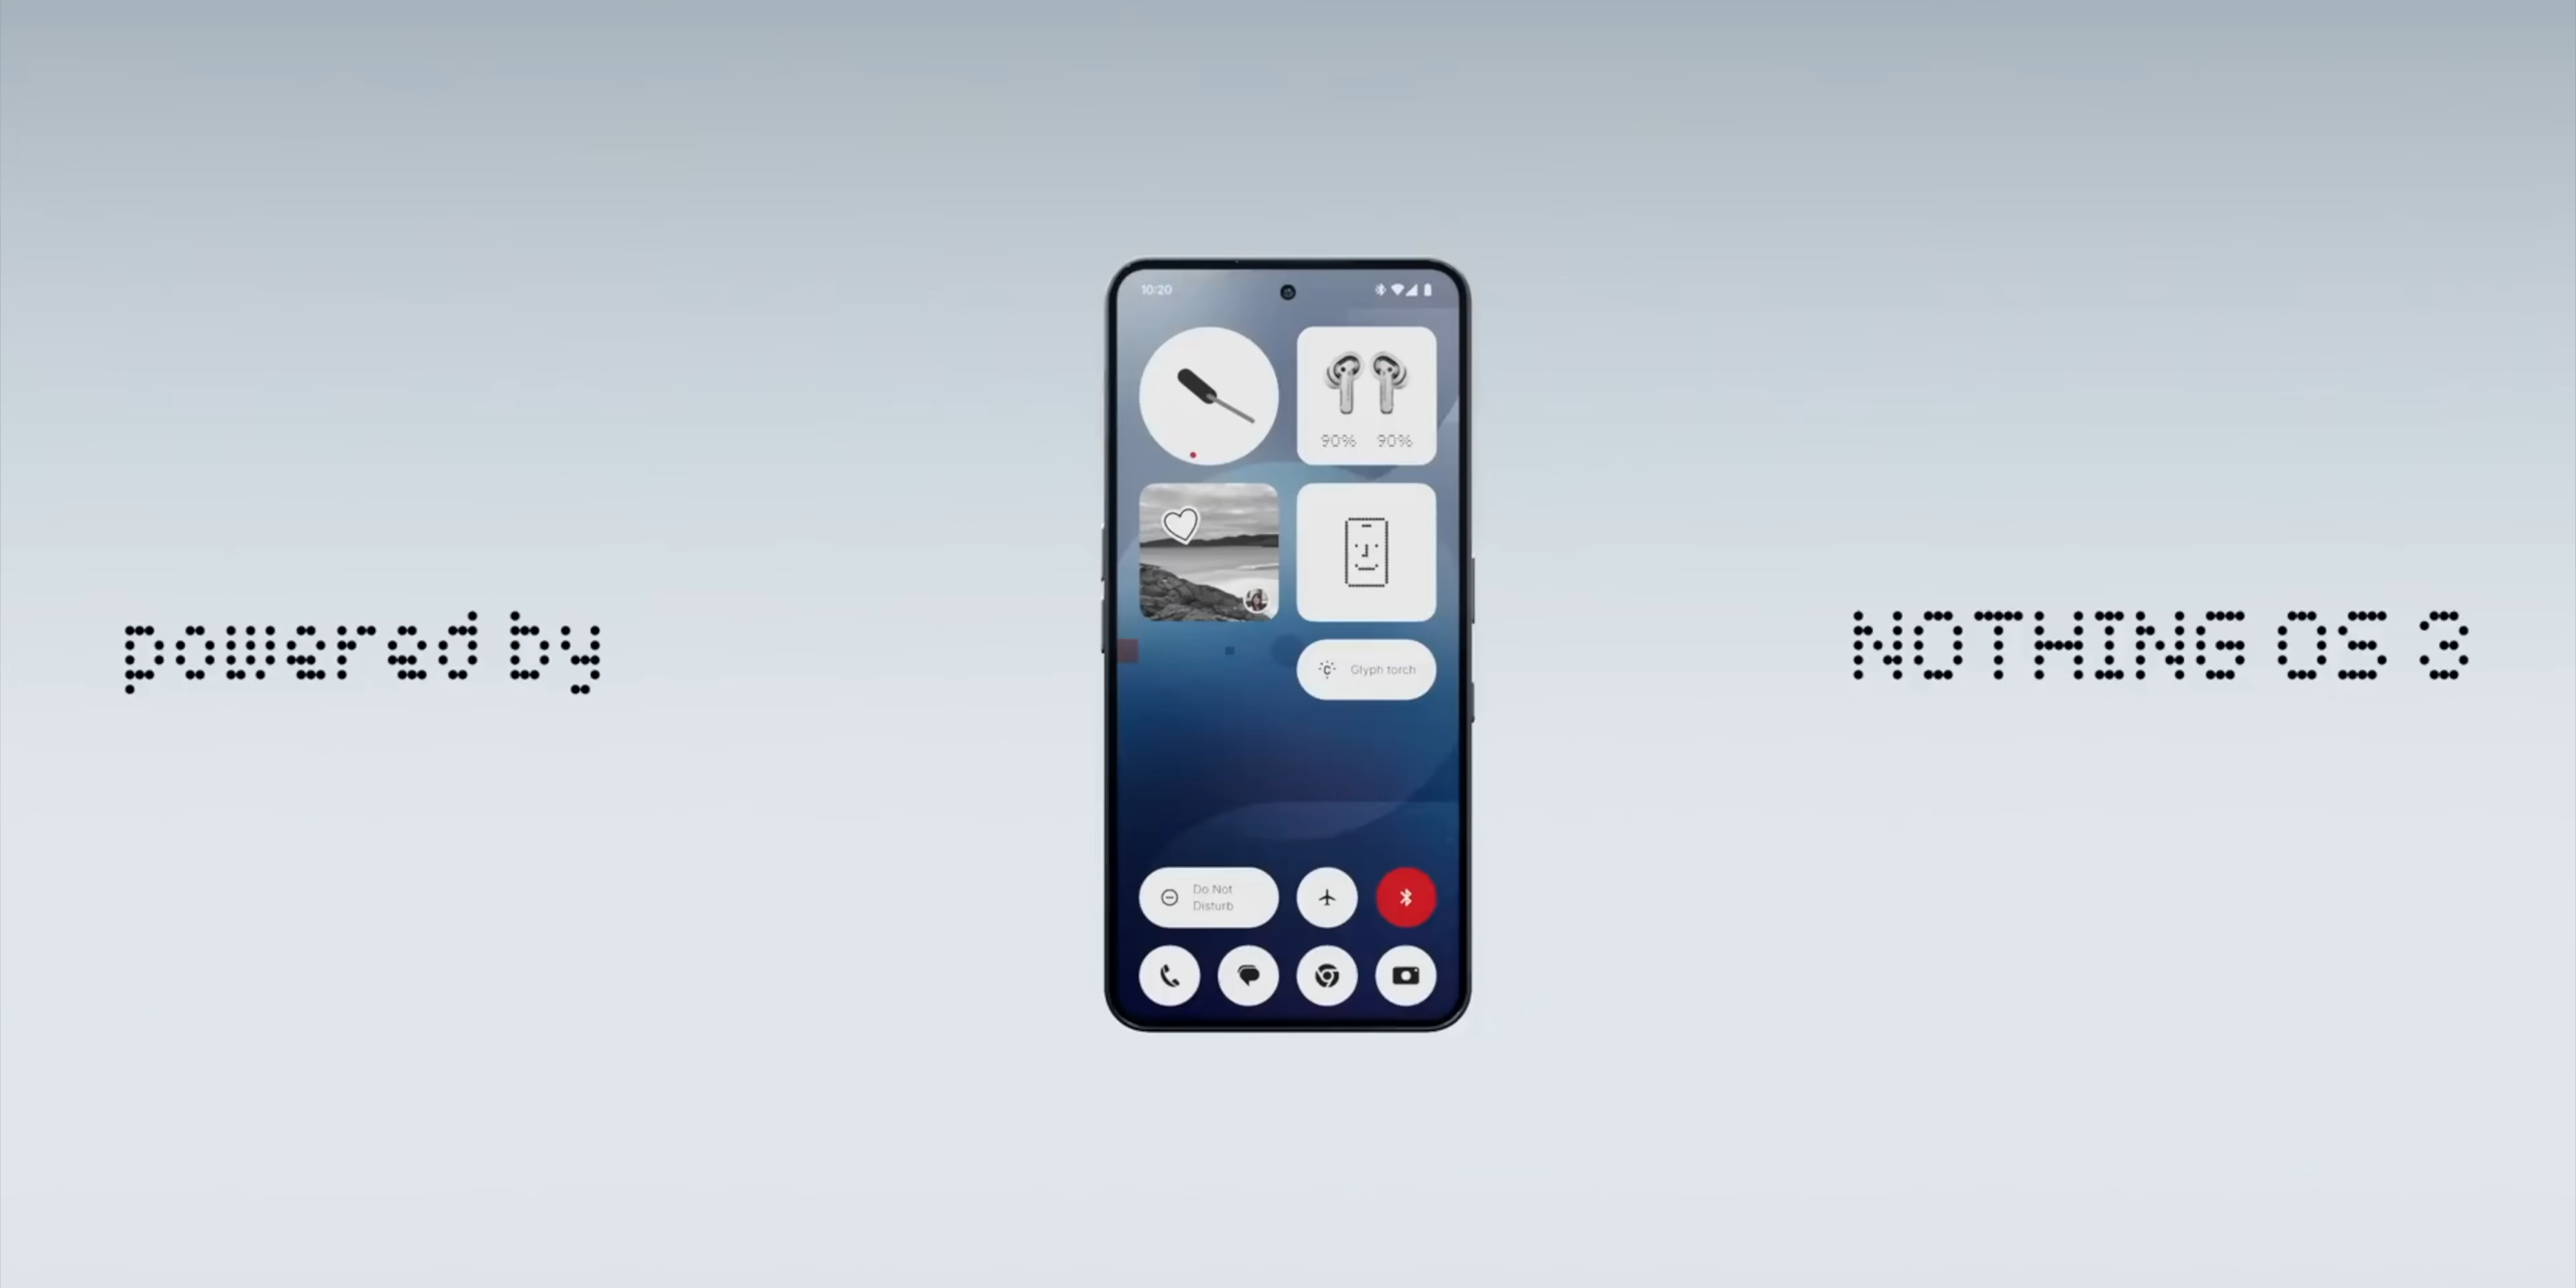 powered by
NOTHING OS 3
10:20
90% 90%
Glyph torch
Do Not
Disturb